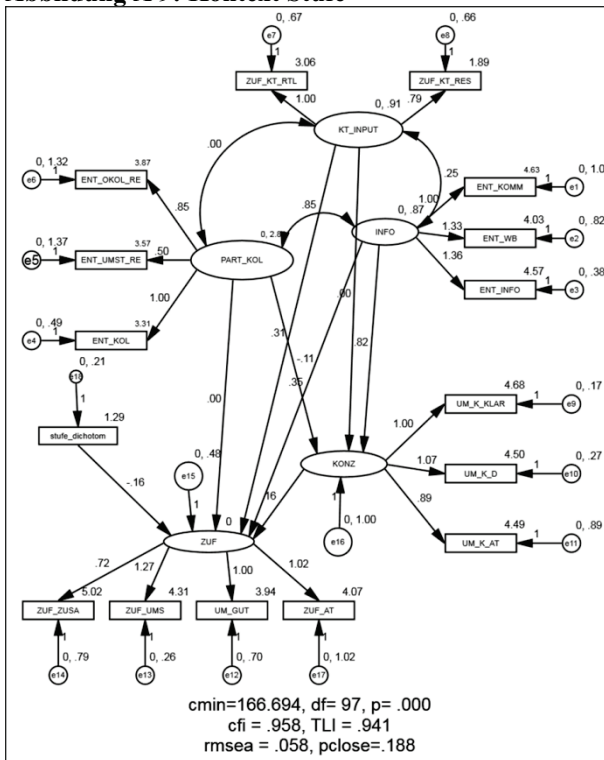 0, .67
0, .66
e7
e8
1
1
3.06
1.89
ZUF_KT_RTL
ZUF_KT_RES
1.00
.79
0, .91
KT_INPUT
0, 1.32
e6
1
3.87
ENT_OKOL_RE
.00
.25
1.00
4.63
ENT_KOMM
1
e1
.85
.85
0, .87
INFO
1.33
4.03
ENT_WB
1
0, .82
e2
0, 1.37
e5
1
3.57
ENT_UMST_RE
.50
PART_KOL
1.36
4.57
ENT_INFO
1
0, .38
e3
1.00
.00
0, .49
e4
1
3.31
ENT_KOL
.31
-.11
.82
.35
0, .21
e18
1
1.29
stufe_dichotom
.00
4.68
UM_K_KLAR
1
0, .17
e9
1.00
KONZ
1.07
4.50
UM_K_D
1
0, .27
e10
.89
4.49
UM_K_AT
1
0, .89
e11
0, .48
e15
1
-.16
16
1
e16
0, 1.00
0
ZUF
.72
1.27
1.00
1.02
5.02
4.31
3.94
4.07
ZUF_ZUSA
ZUF_UMS
UM_GUT
ZUF_AT
1
1
1
1
0, .79
0, .26
0, .70
0, 1.02
e14
e13
e12
e17
cmin=166.694, df= 97, p= .000
cfi = .958, TLI = .941
rmsea = .058, pclose=.188